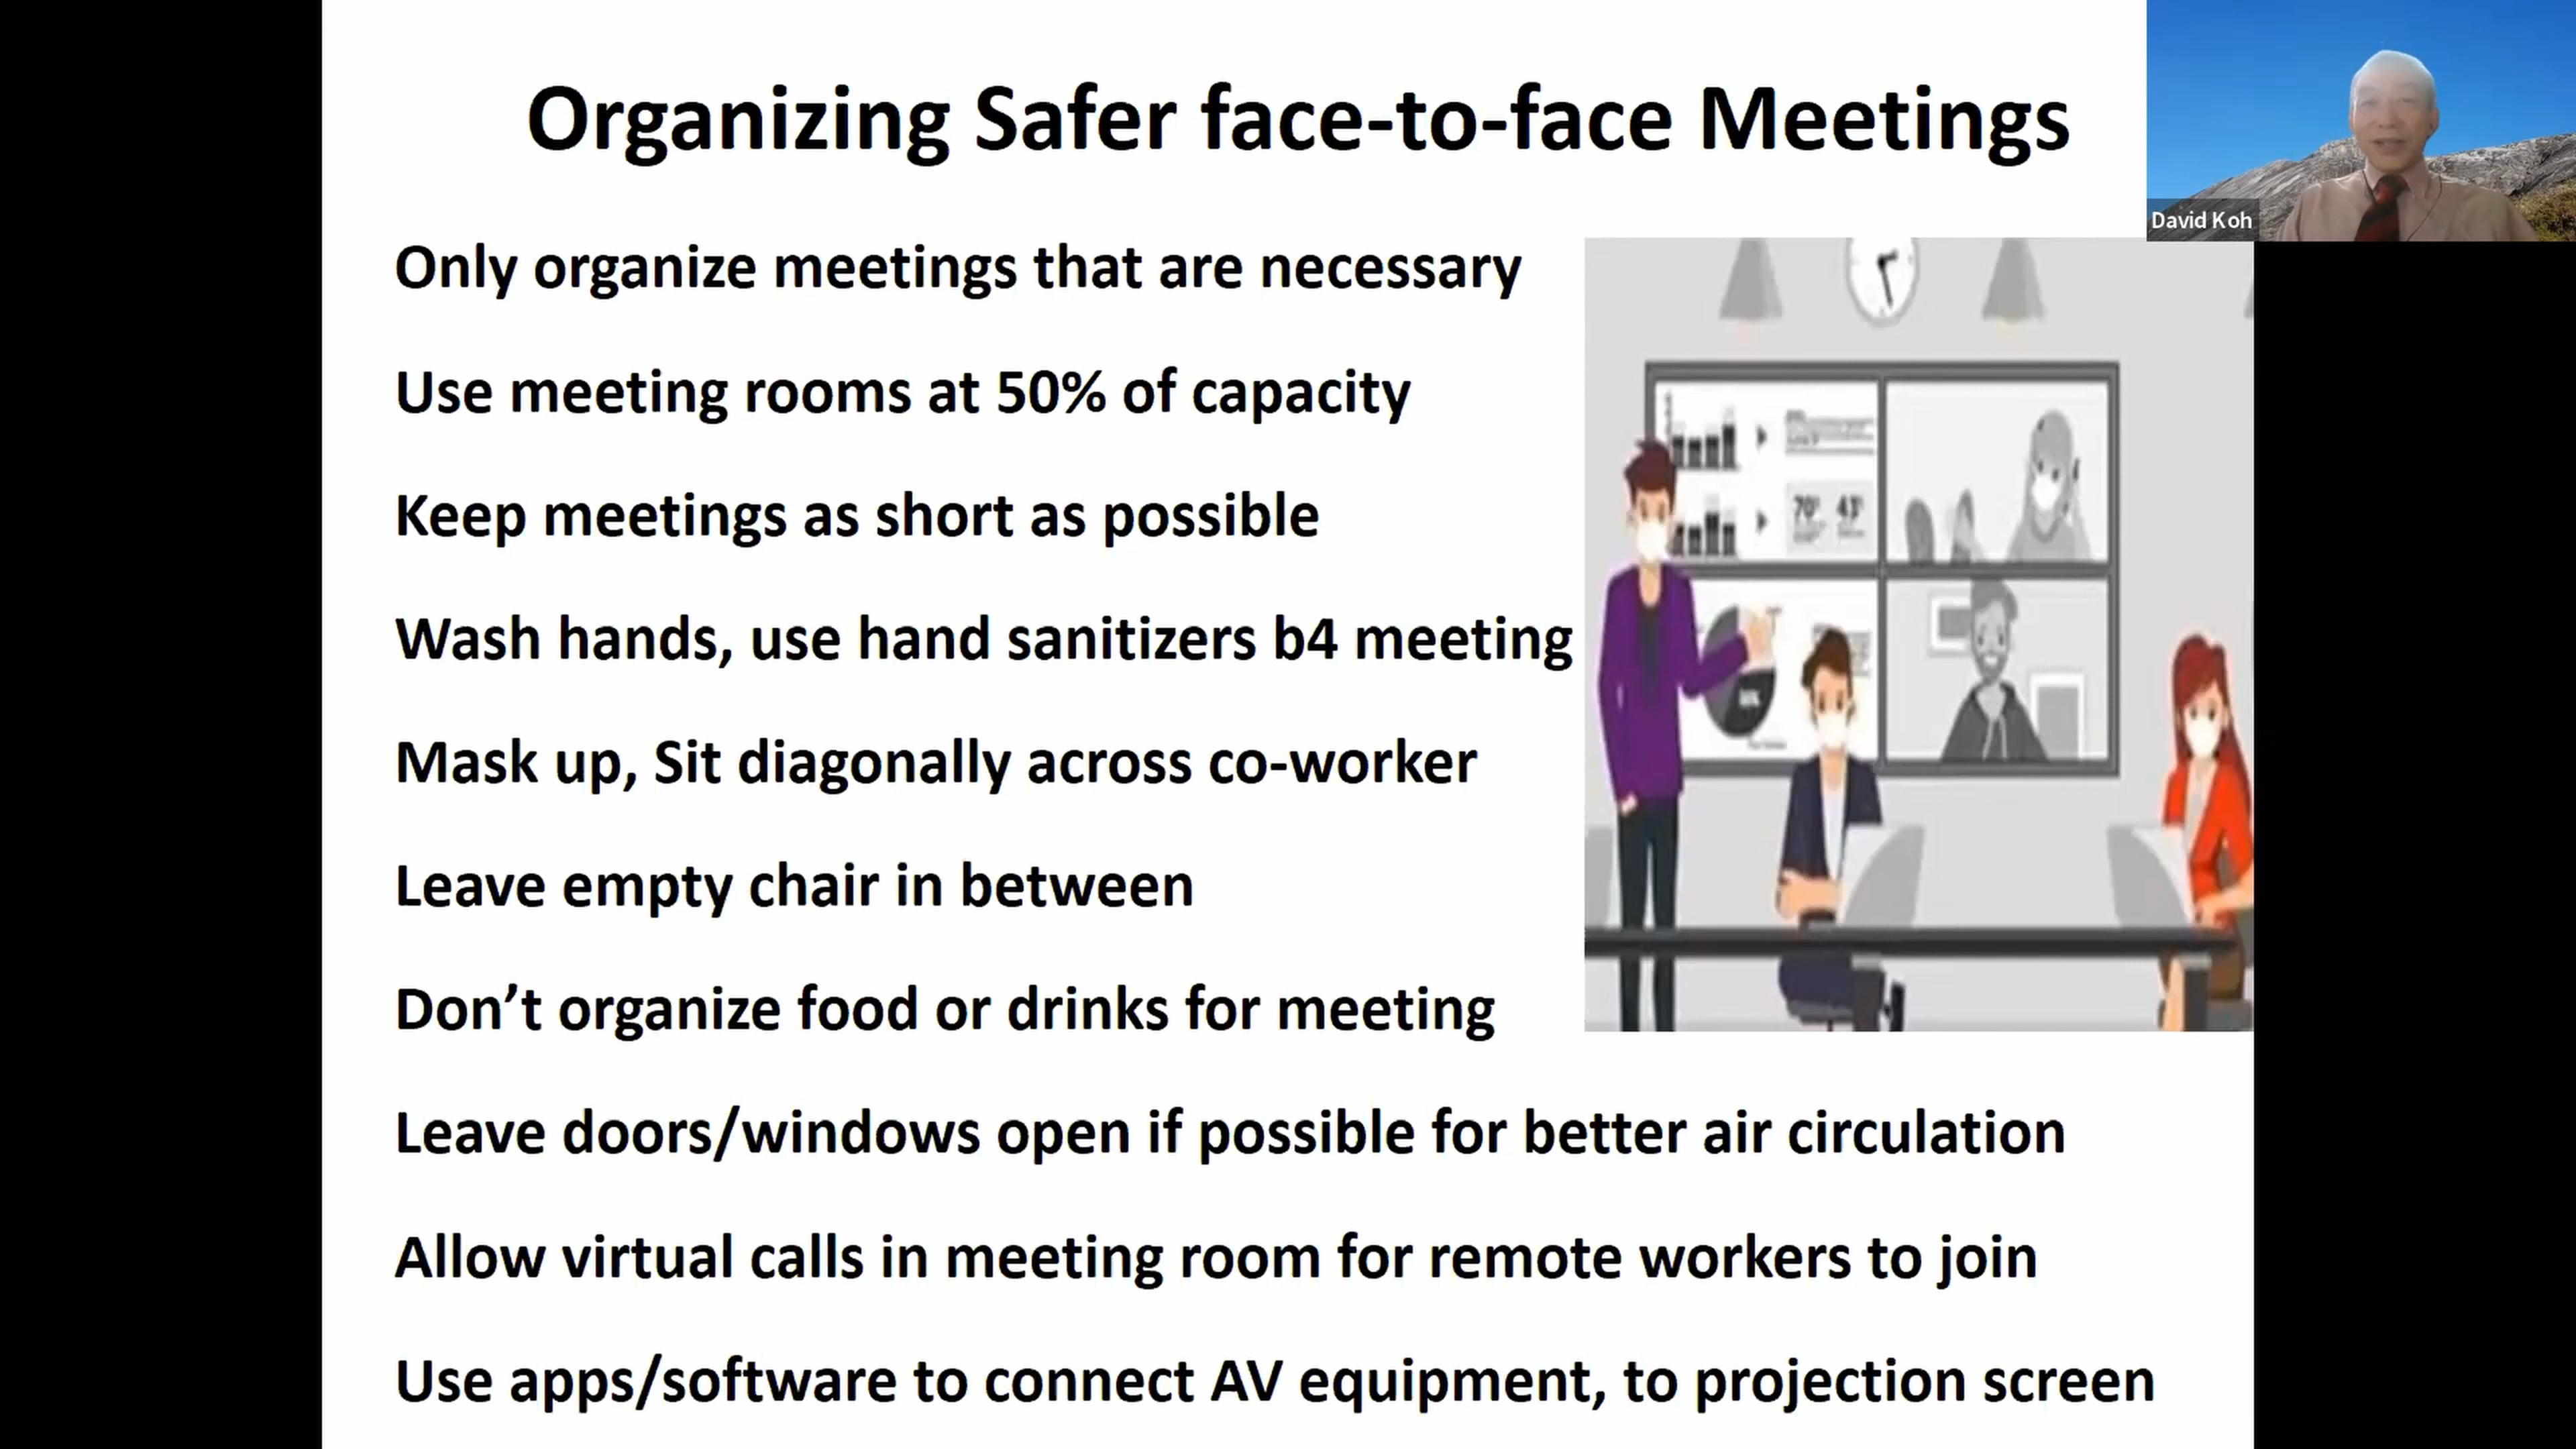 Organizing Safer face-to-face Meetings
David Koh
Only organize meetings that are necessary
Use meeting rooms at 50% of capacity
Keep meetings as short as possible
70% 43%
Wash hands, use hand sanitizers b4 meeting
Mask up, Sit diagonally across co-worker
Leave empty chair in between
Don’t organize food or drinks for meeting
Leave doors/windows open if possible for better air circulation
Allow virtual calls in meeting room for remote workers to join
Use apps/software to connect AV equipment, to projection screen